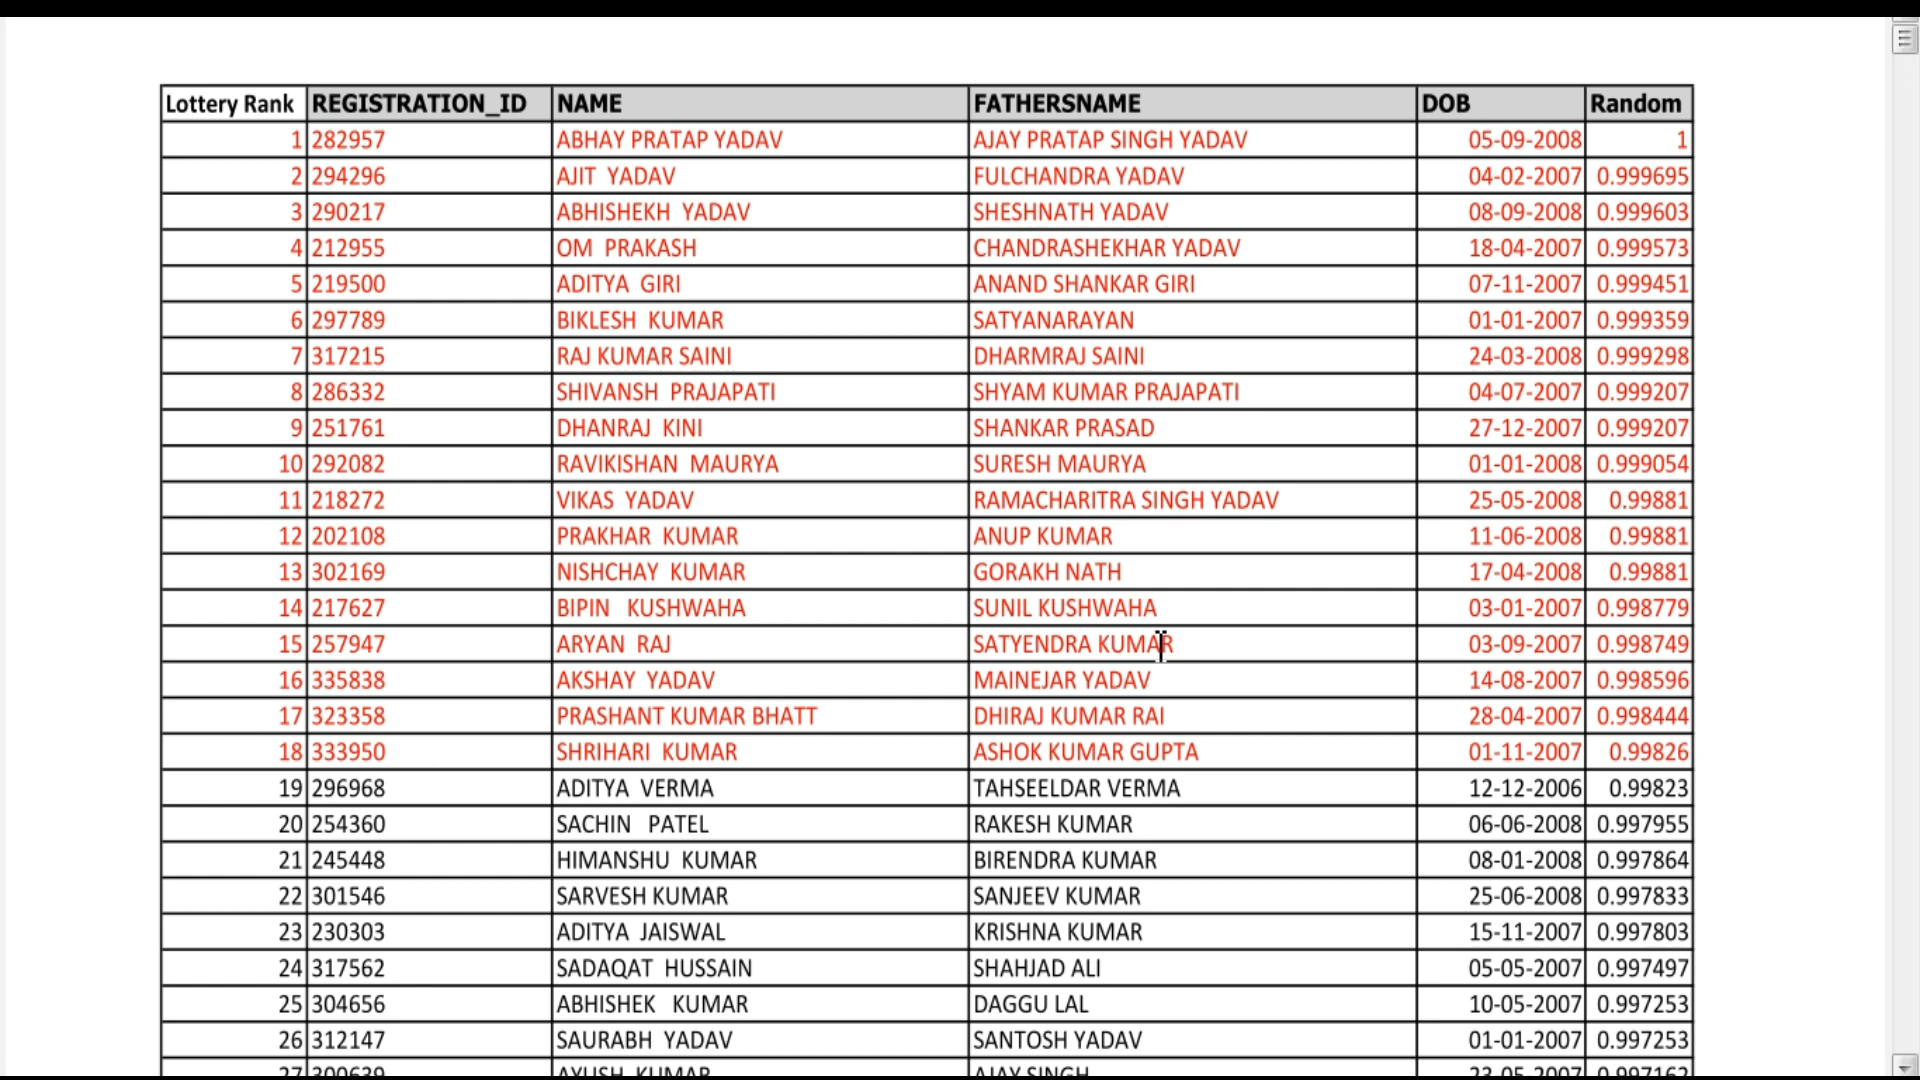 Lottery Rank REGISTRATION_ID NAME FATHERSNAME DOB Random
1 282957 ABHAY PRATAP YADAV AJAY PRATAP SINGH YADAV 05-09-2008 1
2 294296 AJIT YADAV FULCHANDRA YADAV 04-02-2007 0.999695
3 290217 ABHISHEKH YADAV SHESHNATH YADAV 08-09-2008 0.999603
4 212955 OM PRAKASH CHANDRASHEKHAR YADAV 18-04-2007 0.999573
5 219500 ADITYA GIRI ANAND SHANKAR GIRI 07-11-2007 0.999451
6 297789 BIKLESH KUMAR SATYANARAYAN 01-01-2007 0.999359
7 317215 RAJ KUMAR SAINI DHARMRAJ SAINI 24-03-2008 0.999298
8 286332 SHIVANSH PRAJAPATI SHYAM KUMAR PRAJAPATI 04-07-2007 0.999207
9 251761 DHANRAJ KINI SHANKAR PRASAD 27-12-2007 0.999207
10 292082 RAVIKISHAN MAURYA SURESH MAURYA 01-01-2008 0.999054
11 218272 VIKAS YADAV RAMACHARITRA SINGH YADAV 25-05-2008 0.99881
12 202108 PRAKHAR KUMAR ANUP KUMAR 11-06-2008 0.99881
13 302169 NISHCHAY KUMAR GORAKH NATH 17-04-2008 0.99881
14 217627 BIPIN KUSHWAHA SUNIL KUSHWAHA 03-01-2007 0.998779
15 257947 ARYAN RAJ SATYENDRA KUMAR 03-09-2007 0.998749
16 335838 AKSHAY YADAV MAINEJAR YADAV 14-08-2007 0.998596
17 323358 PRASHANT KUMAR BHATT DHIRAJ KUMAR RAI 28-04-2007 0.998444
18 333950 SHRIHARI KUMAR ASHOK KUMAR GUPTA 01-11-2007 0.99826
19 296968 ADITYA VERMA TAHSEELDAR VERMA 12-12-2006 0.99823
20 254360 SACHIN PATEL RAKESH KUMAR 06-06-2008 0.997955
21 245448 HIMANSHU KUMAR BIRENDRA KUMAR 08-01-2008 0.997864
22 301546 SARVESH KUMAR SANJEEV KUMAR 25-06-2008 0.997833
23 230303 ADITYA JAISWAL KRISHNA KUMAR 15-11-2007 0.997803
24 317562 SADAQAT HUSSAIN SHAHJAD ALI 05-05-2007 0.997497
25 304656 ABHISHEK KUMAR DAGGU LAL 10-05-2007 0.997253
26 312147 SAURABH YADAV SANTOSH YADAV 01-01-2007 0.997253
27 300639 AYUSH KUMAR AJAY SINGH 23-05-2007 0.997162